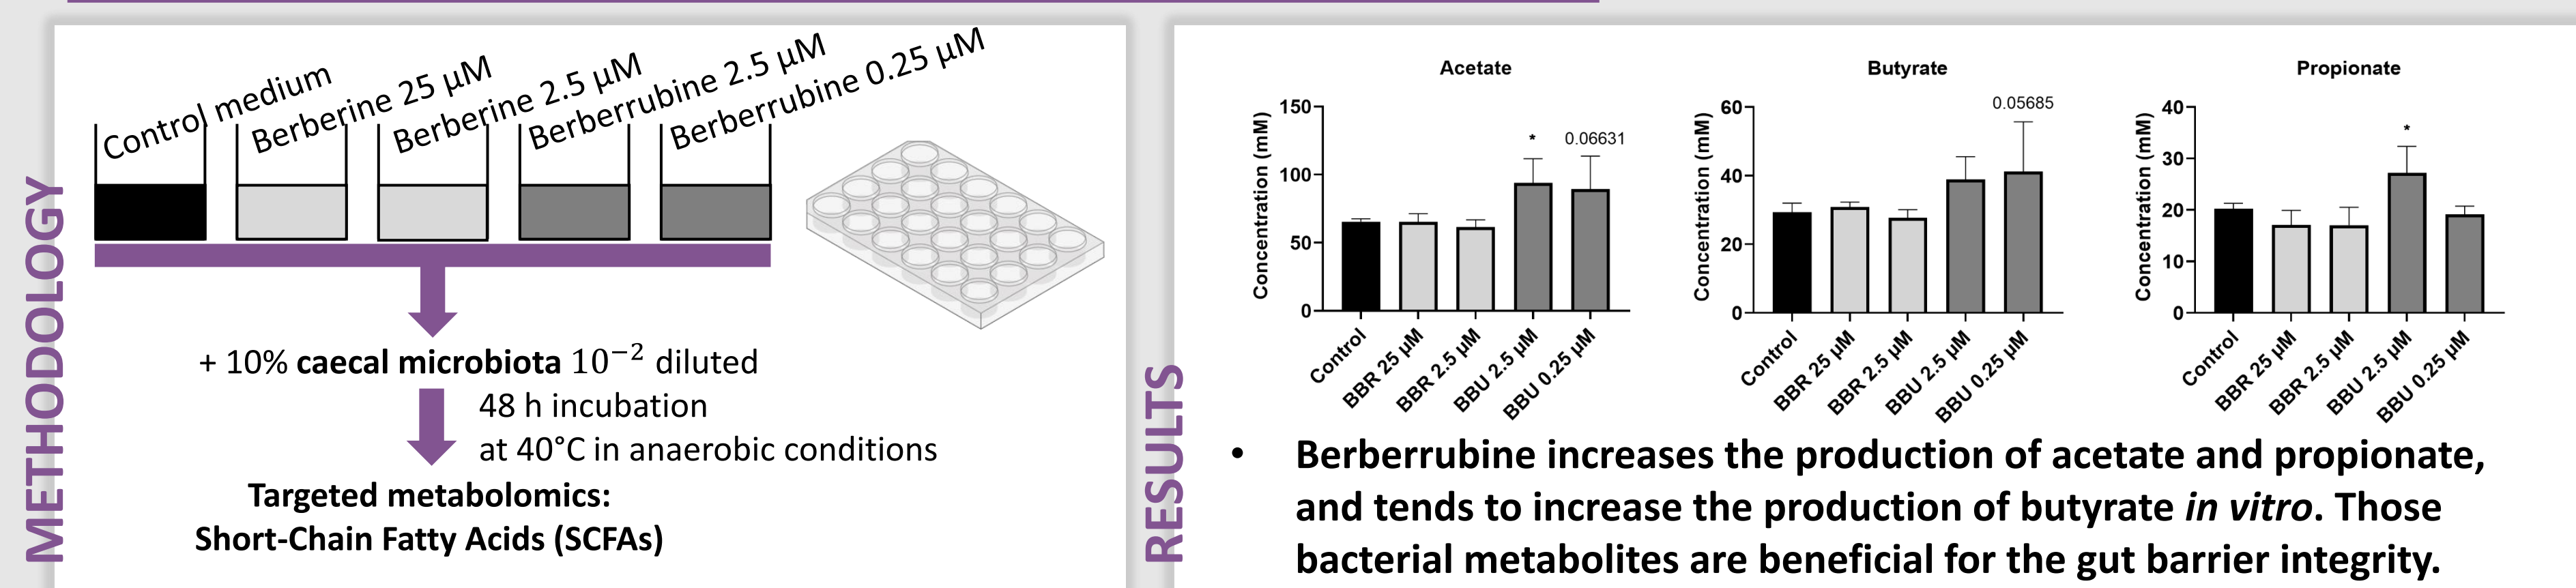 METHODOLOGY
Control medium
Berberine 25 µM
Berberine 2.5 µM
Berberrubine 2.5 µM
Berberrubine 0.25 µM
+ 10% caecal microbiota 10⁻² diluted
48 h incubation
at 40°C in anaerobic conditions
Targeted metabolomics:
Short-Chain Fatty Acids (SCFAs)
RESULTS
Acetate
Concentration (mM)
150
100
50
0
*
0.06631
Control
BBR 25 µM
BBR 2.5 µM
BBU 2.5 µM
BBU 0.25 µM
Butyrate
Concentration (mM)
60
40
20
0
0.05685
Control
BBR 25 µM
BBR 2.5 µM
BBU 2.5 µM
BBU 0.25 µM
Propionate
Concentration (mM)
40
30
20
10
0
*
Control
BBR 25 µM
BBR 2.5 µM
BBU 2.5 µM
BBU 0.25 µM
• Berberrubine increases the production of acetate and propionate,
and tends to increase the production of butyrate in vitro. Those
bacterial metabolites are beneficial for the gut barrier integrity.